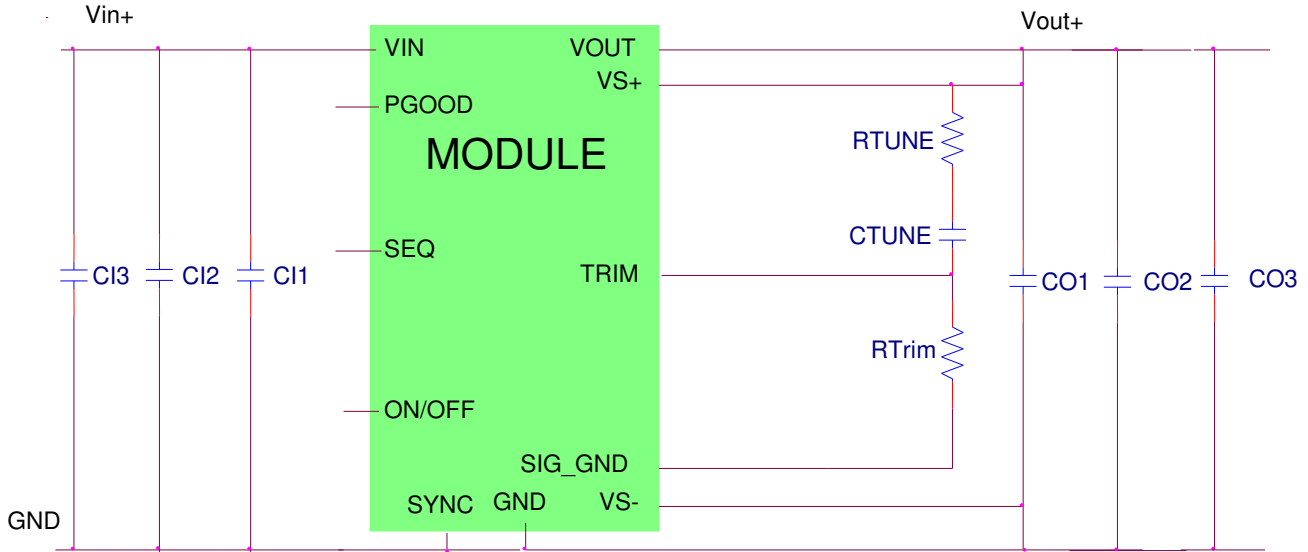 Vin+
Vout+
VIN
VOUT
VS+
PGOOD
MODULE
RTUNE
SEQ
CTUNE
TRIM
CI3
CI2
CI1
CO1
CO2
CO3
RTrim
ON/OFF
SIG_GND
SYNC
GND
VS-
GND